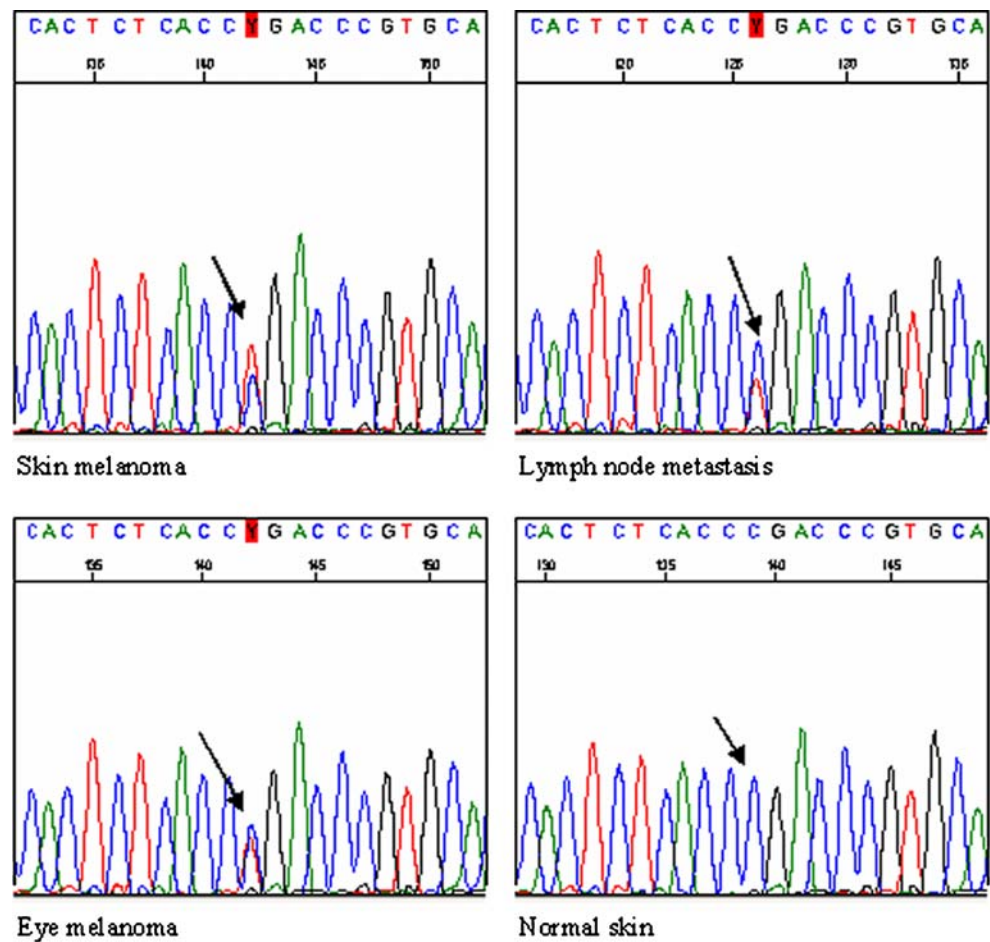 CACTCTCACCYGACCCGTGCA
135 140 145 150
Skin melanoma
CACTCTCACCYGACCCGTGCA
120 125 130 135
Lymph node metastasis
CACTCTCACCYGACCCGTGCA
135 140 145 150
Eye melanoma
CACTCTCACCCGACCCGTGCA
130 135 140 145
Normal skin